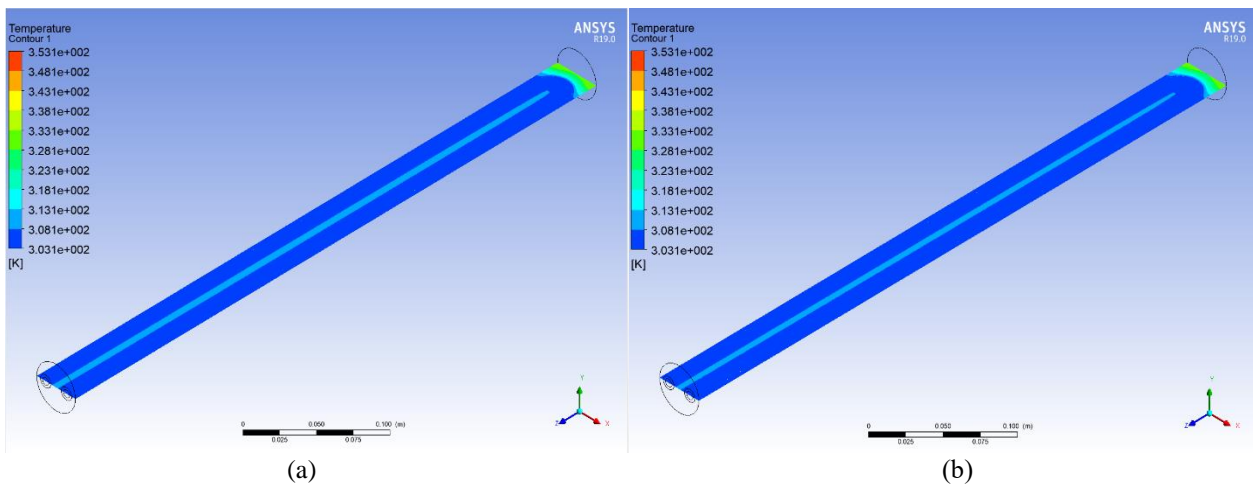 Temperature
Contour 1
3.531e+002
3.481e+002
3.431e+002
3.381e+002
3.331e+002
3.281e+002
3.231e+002
3.181e+002
3.131e+002
3.081e+002
3.031e+002
[K]
ANSYS
R19.0
Y
Z
X
0
0.050
0.100 (m)
0.025
0.075
(a)
Temperature
Contour 1
3.531e+002
3.481e+002
3.431e+002
3.381e+002
3.331e+002
3.281e+002
3.231e+002
3.181e+002
3.131e+002
3.081e+002
3.031e+002
[K]
ANSYS
R19.0
Y
Z
X
0
0.050
0.100 (m)
0.025
0.075
(b)